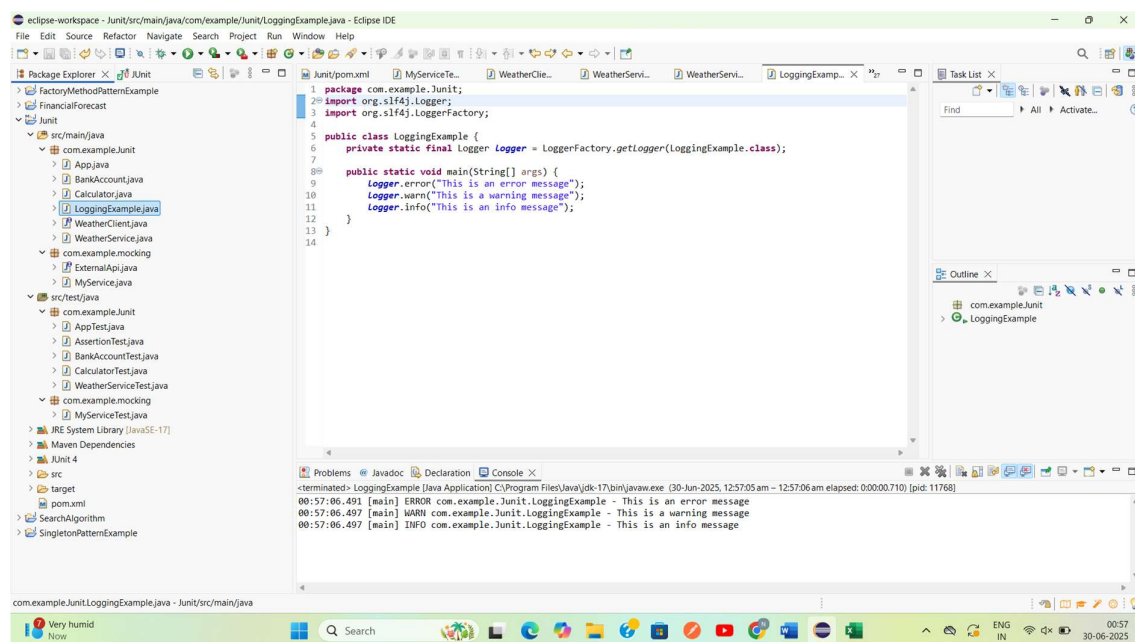 eclipse-workspace - Junit/src/main/java/com/example/Junit/LoggingExample.java - Eclipse IDE
File Edit Source Refactor Navigate Search Project Run Window Help
Package Explorer JUnit
FactoryMethodPatternExample
FinancialForecast
Junit
src/main/java
com.example.Junit
App.java
BankAccount.java
Calculator.java
LoggingExample.java
WeatherClient.java
WeatherService.java
com.example.mocking
ExternalApi.java
MyService.java
src/test/java
com.example.Junit
AppTest.java
AssertionTest.java
BankAccountTest.java
CalculatorTest.java
WeatherServiceTest.java
com.example.mocking
MyServiceTest.java
JRE System Library [JavaSE-17]
Maven Dependencies
JUnit 4
src
target
pom.xml
SearchAlgorithm
SingletonPatternExample
Junit/pom.xml MyServiceTe... WeatherClie... WeatherServi... WeatherServi... LoggingExamp... »27
1 package com.example.Junit;
2 import org.slf4j.Logger;
3 import org.slf4j.LoggerFactory;
4
5 public class LoggingExample {
6 private static final Logger logger = LoggerFactory.getLogger(LoggingExample.class);
7
8 public static void main(String[] args) {
9 logger.error("This is an error message");
10 logger.warn("This is a warning message");
11 logger.info("This is an info message");
12 }
13 }
14
Task List
Find All Activate...
Outline
com.example.Junit
LoggingExample
Problems Javadoc Declaration Console
<terminated> LoggingExample [Java Application] C:\Program Files\Java\jdk-17\bin\javaw.exe (30-Jun-2025, 12:57:05 am – 12:57:06 am elapsed: 0:00:00.710) [pid: 11768]
00:57:06.491 [main] ERROR com.example.Junit.LoggingExample - This is an error message
00:57:06.497 [main] WARN com.example.Junit.LoggingExample - This is a warning message
00:57:06.497 [main] INFO com.example.Junit.LoggingExample - This is an info message
com.example.Junit.LoggingExample.java - Junit/src/main/java
Very humid
Now
Search
ENG
IN
00:57
30-06-2025